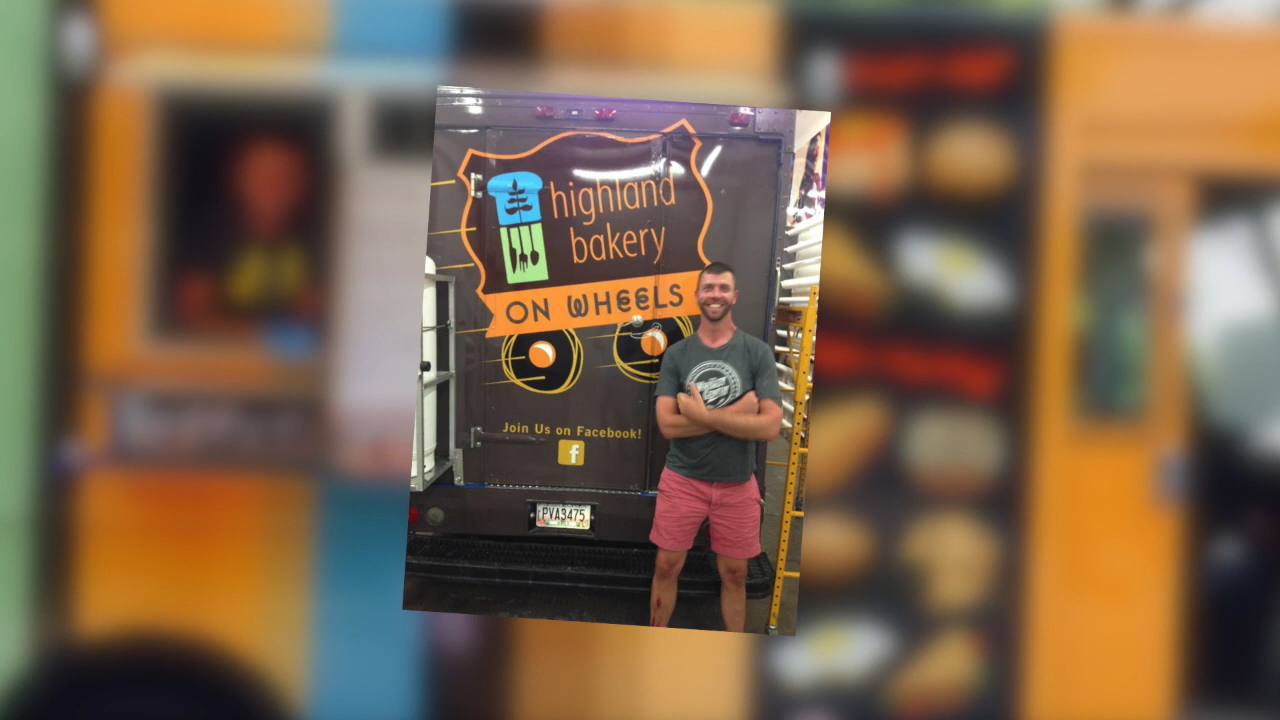 highland
bakery
ON WHEELS
Join Us on Facebook!
f
PVA3475